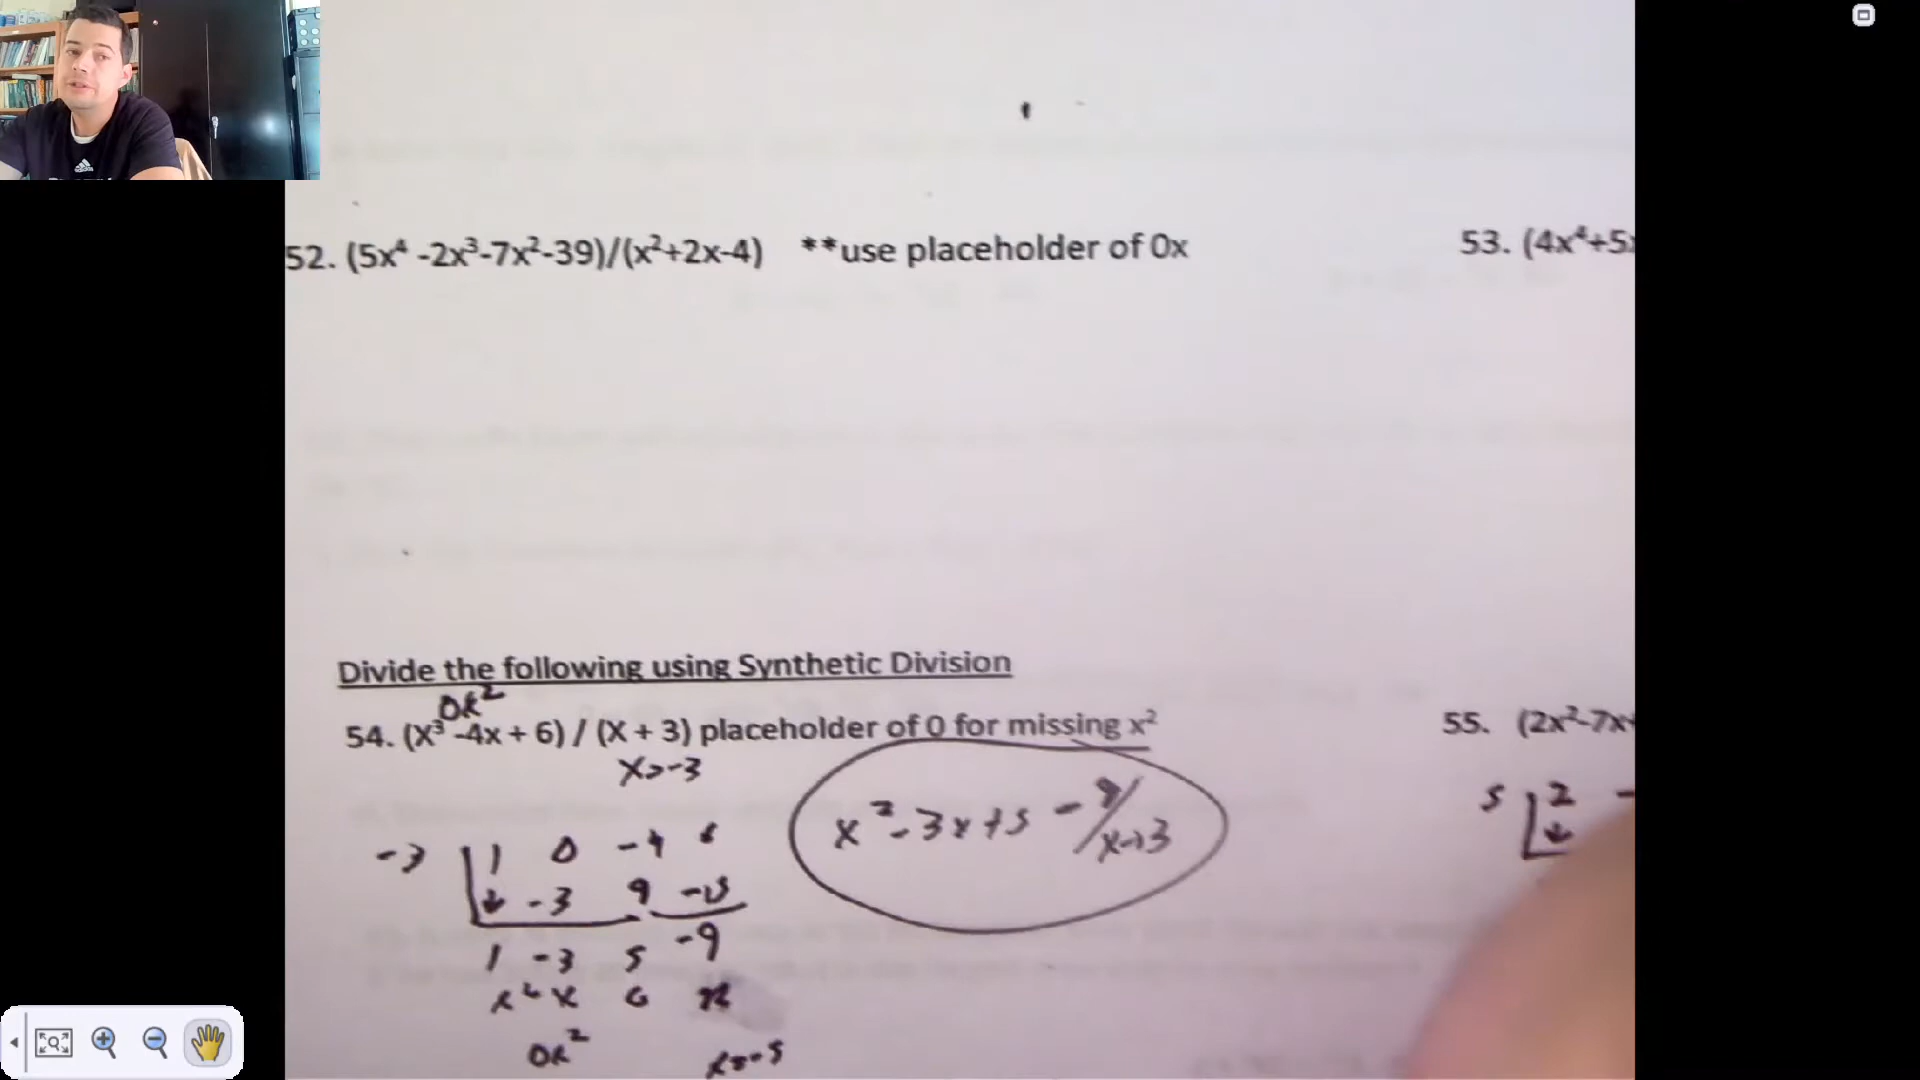 52. (5x⁴ -2x³-7x²-39)/(x²+2x-4) **use placeholder of 0x
53. (4x⁴+5
Divide the following using Synthetic Division
0x²
54. (X³ -4x + 6) / (X + 3) placeholder of 0 for missing x²
55. (2x²-7x+
x=-3
x²-3x+5 -9/x+3
-3 1 0 -4 6
5 2 -
-3 9 -15
1 -3 5 -9
x² x c R
0x²
x=-5
adidas